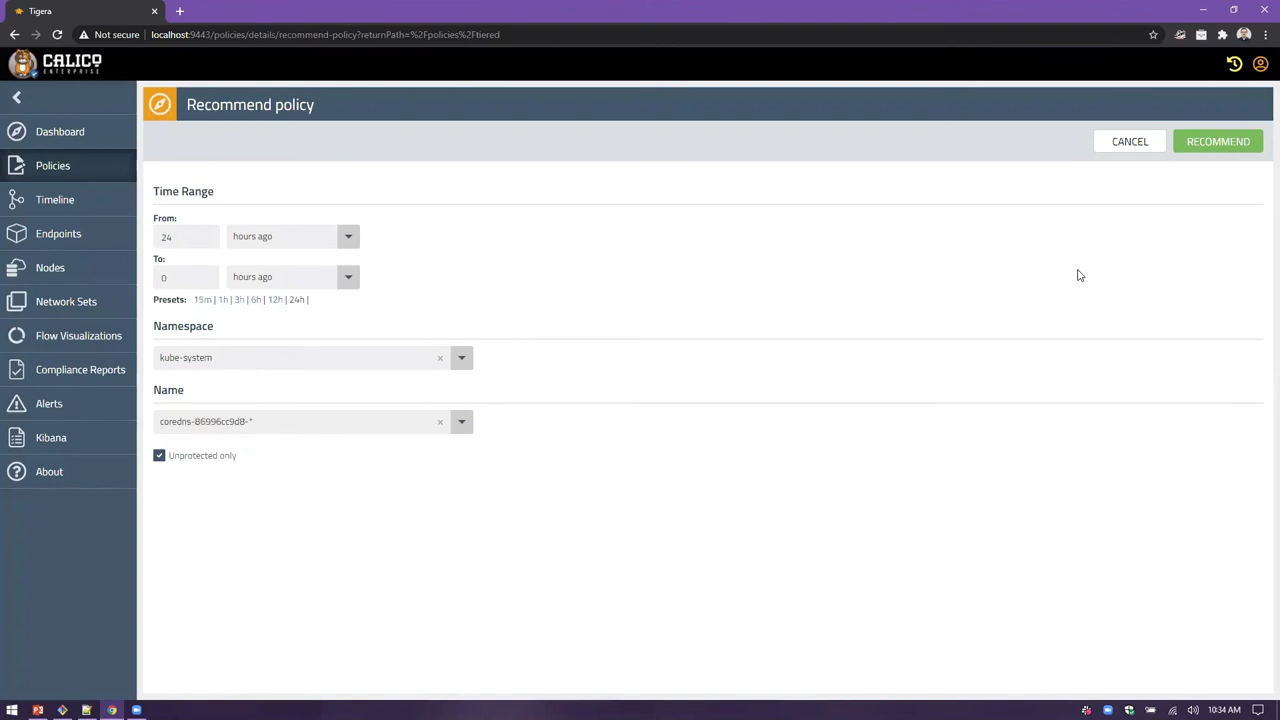 Tigera
Not secure
localhost:9443/policies/details/recommend-policy?returnPath=%2Fpolicies%2Ftiered
CALICO
ENTERPRISE
Recommend policy
CANCEL
RECOMMEND
Dashboard
Policies
Timeline
Endpoints
Nodes
Network Sets
Flow Visualizations
Compliance Reports
Alerts
Kibana
About
Time Range
From:
24
hours ago
To:
0
hours ago
Presets: 15m | 1h | 3h | 6h | 12h | 24h |
Namespace
kube-system
Name
coredns-86996cc9d8-*
Unprotected only
10:34 AM